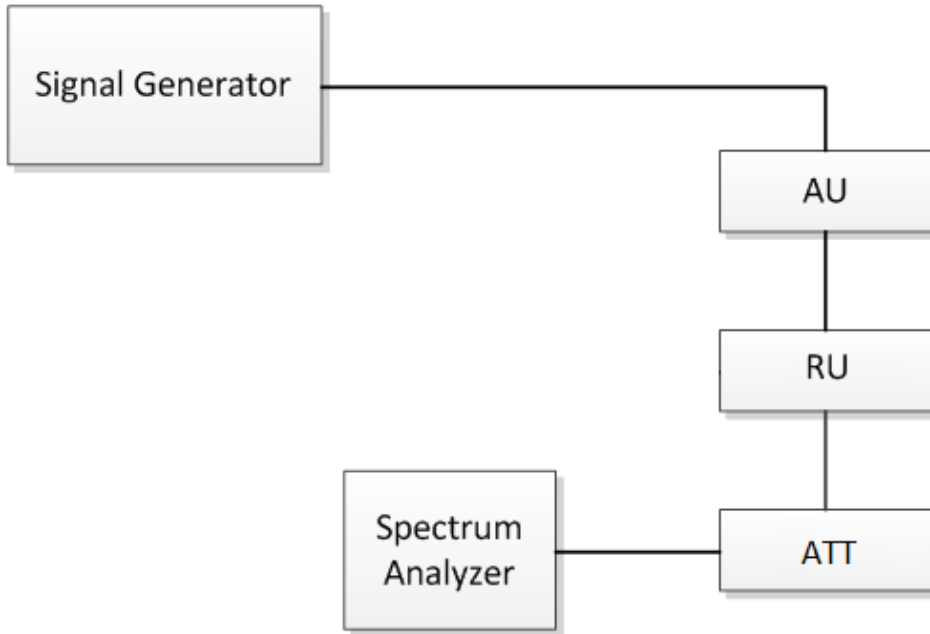 Signal Generator
AU
RU
ATT
Spectrum
Analyzer